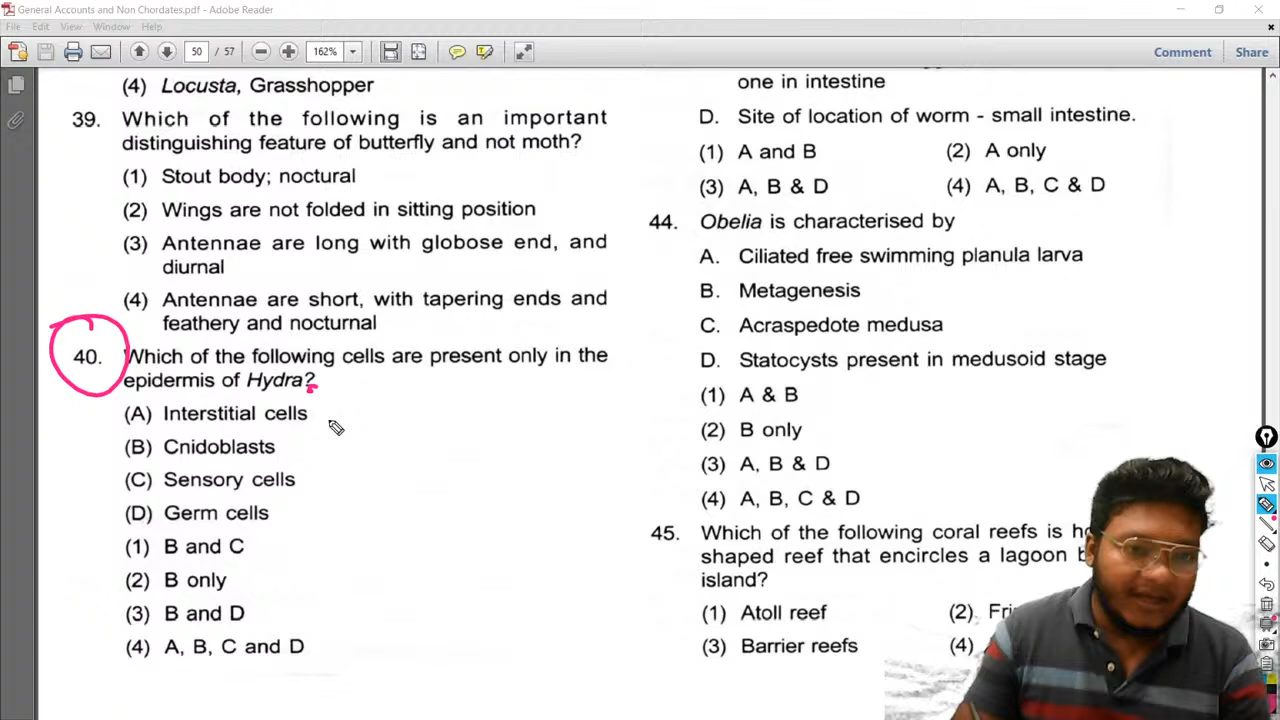 General Accounts and Non Chordates.pdf - Adobe Reader
File Edit View Window Help
50 / 57
162%
Comment
Share
(4) Locusta, Grasshopper
39. Which of the following is an important
distinguishing feature of butterfly and not moth?
(1) Stout body; noctural
(2) Wings are not folded in sitting position
(3) Antennae are long with globose end, and
diurnal
(4) Antennae are short, with tapering ends and
feathery and nocturnal
40. Which of the following cells are present only in the
epidermis of Hydra?
(A) Interstitial cells
(B) Cnidoblasts
(C) Sensory cells
(D) Germ cells
(1) B and C
(2) B only
(3) B and D
(4) A, B, C and D
one in intestine
D. Site of location of worm - small intestine.
(1) A and B
(2) A only
(3) A, B & D
(4) A, B, C & D
44. Obelia is characterised by
A. Ciliated free swimming planula larva
B. Metagenesis
C. Acraspedote medusa
D. Statocysts present in medusoid stage
(1) A & B
(2) B only
(3) A, B & D
(4) A, B, C & D
45. Which of the following coral reefs is
shaped reef that encircles a lagoon
island?
(1) Atoll reef
(2)
(3) Barrier reefs
(4)